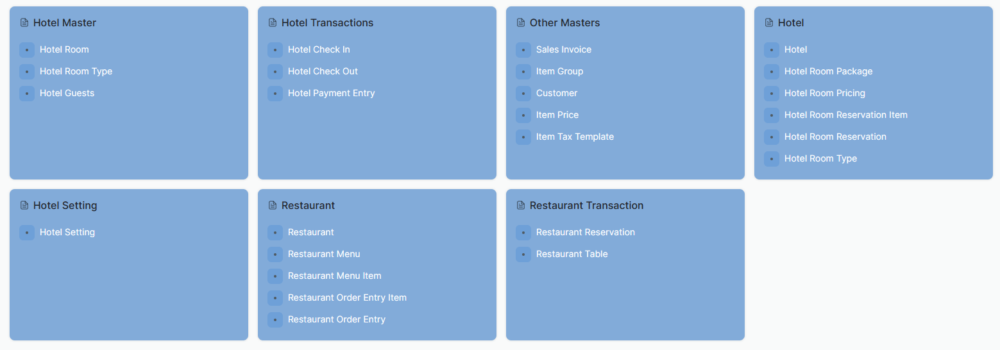 Hotel Master
Hotel Room
Hotel Room Type
Hotel Guests
Hotel Transactions
Hotel Check In
Hotel Check Out
Hotel Payment Entry
Other Masters
Sales Invoice
Item Group
Customer
Item Price
Item Tax Template
Hotel
Hotel
Hotel Room Package
Hotel Room Pricing
Hotel Room Reservation Item
Hotel Room Reservation
Hotel Room Type
Hotel Setting
Hotel Setting
Restaurant
Restaurant
Restaurant Menu
Restaurant Menu Item
Restaurant Order Entry Item
Restaurant Order Entry
Restaurant Transaction
Restaurant Reservation
Restaurant Table